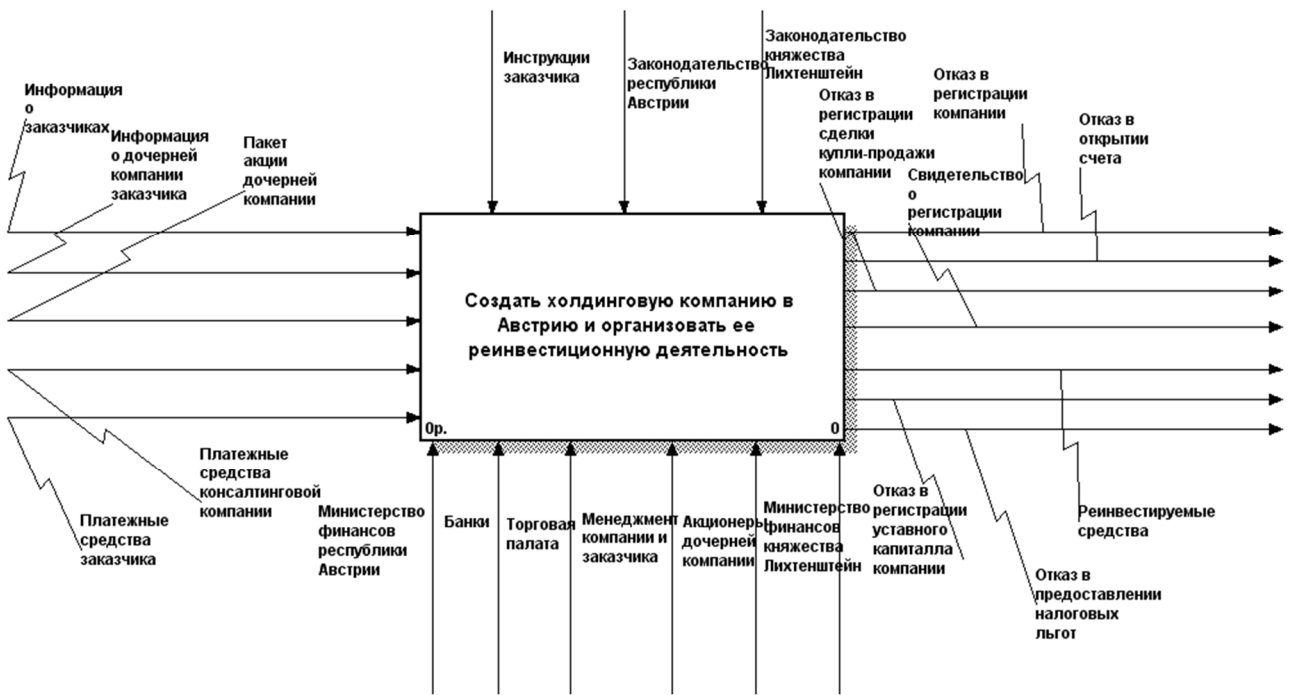 Инструкции
заказчика
Законодательство
республики
Австрии
Законодательство
княжества
Лихтенштейн
Отказ в
регистрации
сделки
купли-продажи
компании
Отказ в
регистрации
компании
Отказ в
открытии
счета
Свидетельство
о
регистрации
компании
Информация
о
заказчиках
Информация
о дочерней
компании
заказчика
Пакет
акции
дочерней
компании
Создать холдинговую компанию в
Австрию и организовать ее
реинвестиционную деятельность
0р.
0
Платежные
средства
заказчика
Платежные
средства
консалтинговой
компании
Министерство
финансов
республики
Австрии
Банки
Торговая
палата
Менеджмент
компании и
заказчика
Акционеры
дочерней
компании
Министерство
финансов
княжества
Лихтенштейн
Отказ в
регистрации
уставного
капиталла
компании
Реинвестируемые
средства
Отказ в
предоставлении
налоговых
льгот